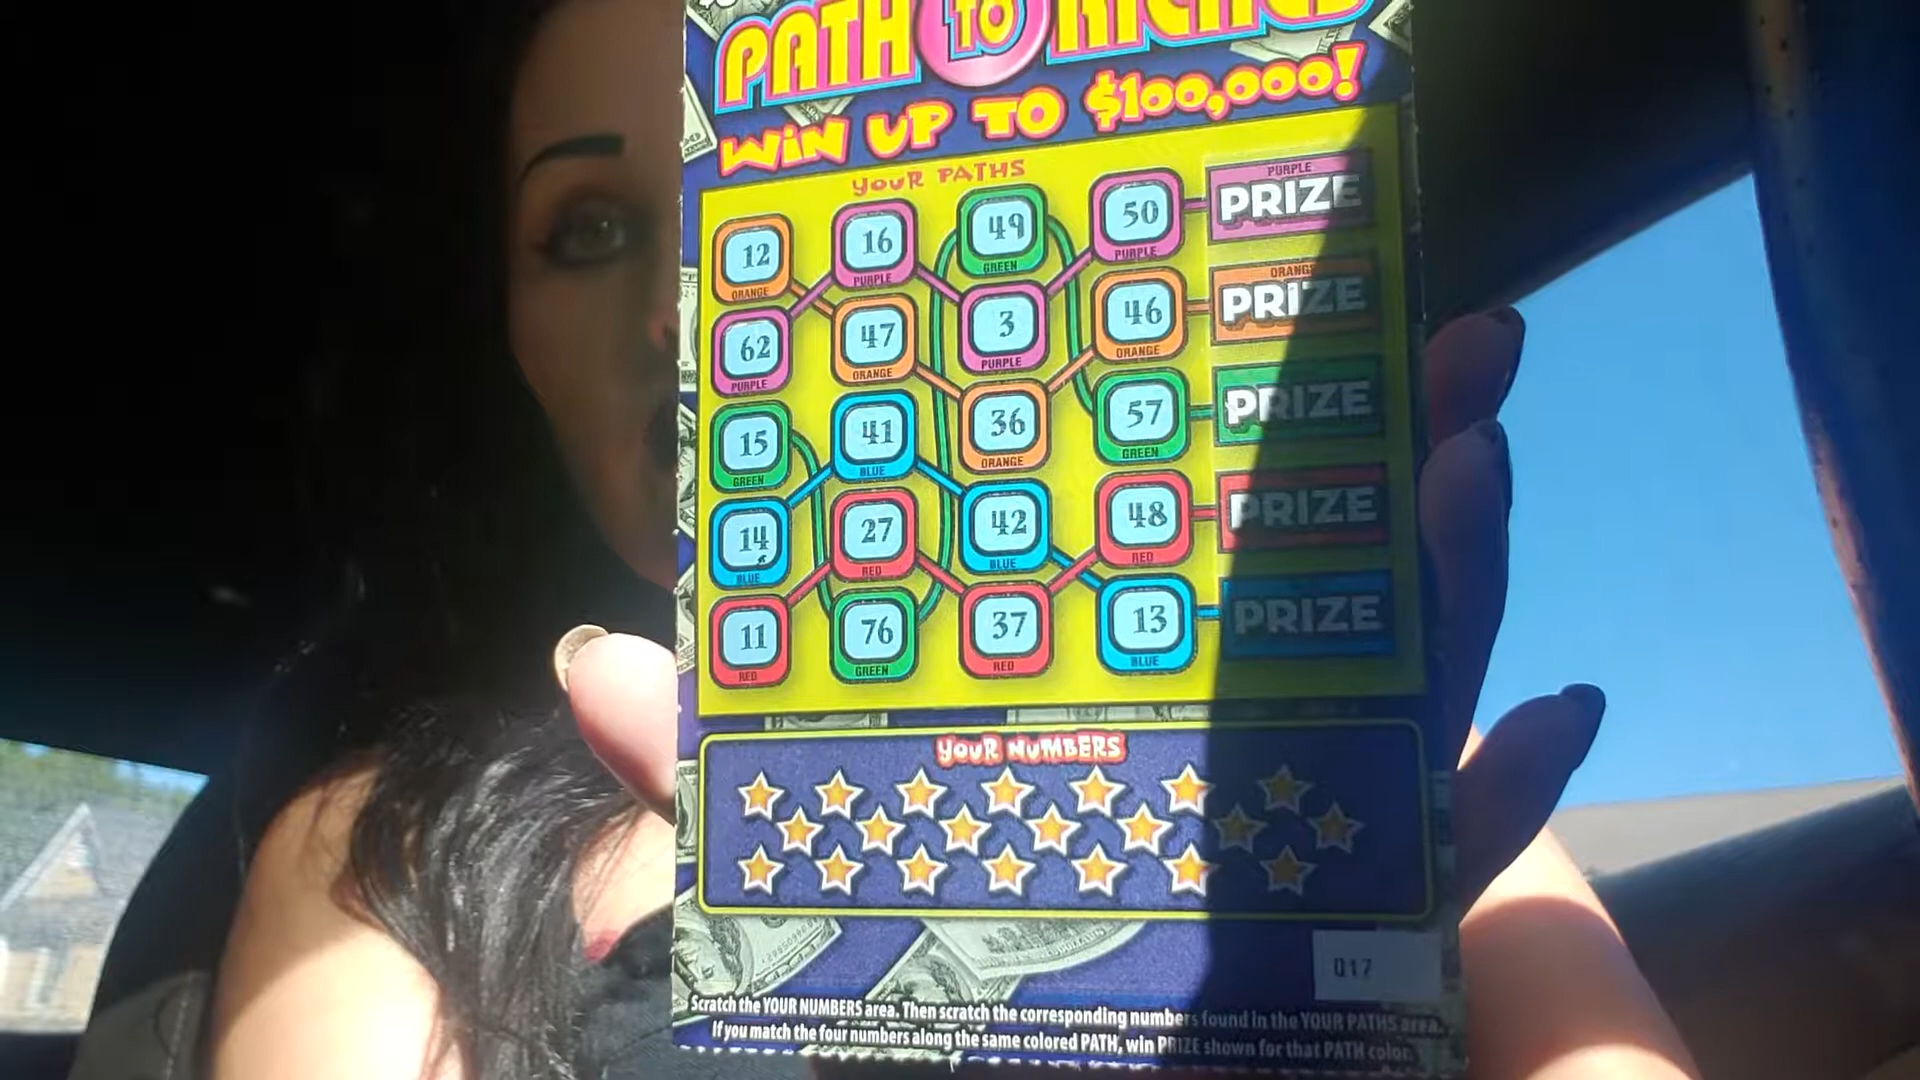 PATH TO RICHES
WIN UP TO $100,000!
YOUR PATHS
12 ORANGE
16 PURPLE
49 GREEN
50 PURPLE
PURPLE PRIZE
62 PURPLE
47 ORANGE
3 PURPLE
46 ORANGE
ORANGE PRIZE
15 GREEN
41 BLUE
36 ORANGE
57 GREEN
PRIZE
14 BLUE
27 RED
42 BLUE
48 RED
PRIZE
11 RED
76 GREEN
37 RED
13 BLUE
PRIZE
YOUR NUMBERS
017
Scratch the YOUR NUMBERS area. Then scratch the corresponding numbers found in the YOUR PATHS area.
If you match the four numbers along the same colored PATH, win PRIZE shown for that PATH color.